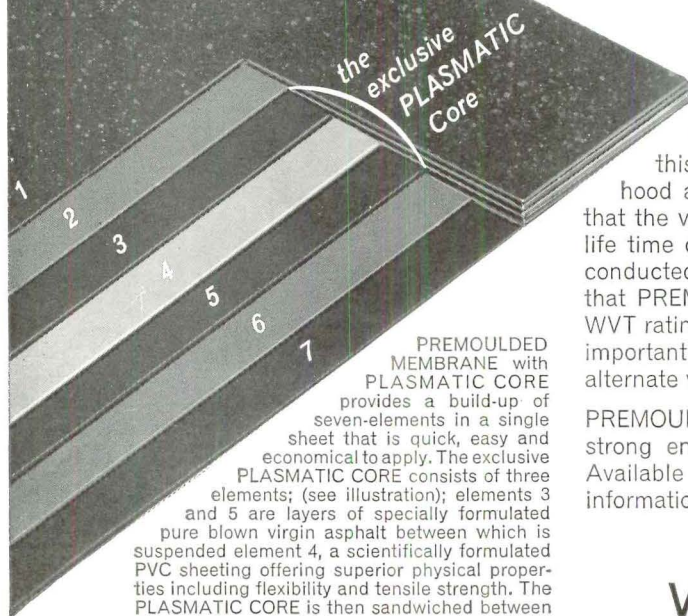 the
exclusive
PLASMATIC
Core
1
2
3
4
5
6
7
PREMOULDED
MEMBRANE with
PLASMATIC CORE
provides a build-up of
seven-elements in a single
sheet that is quick, easy and
economical to apply. The exclusive
PLASMATIC CORE consists of three
elements; (see illustration); elements 3
and 5 are layers of specially formulated
pure blown virgin asphalt between which is
suspended element 4, a scientifically formulated
PVC sheeting offering superior physical proper-
ties including flexibility and tensile strength. The
PLASMATIC CORE is then sandwiched between
this
hood a
that the v
life time
conducted
that PREM
WVT ratin
important
alternate
PREMOUL
strong en
Available
informatio